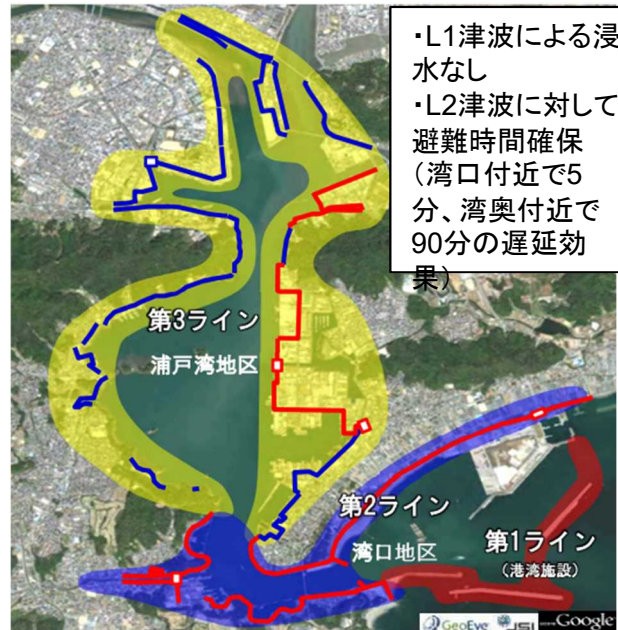 ・L1津波による浸
水なし
・L2津波に対して
避難時間確保
(湾口付近で5
分、湾奥付近で
90分の遅延効
果)
第3ライン
浦戸湾地区
第2ライン
湾口地区
第1ライン
(港湾施設)
GeoEye
Google